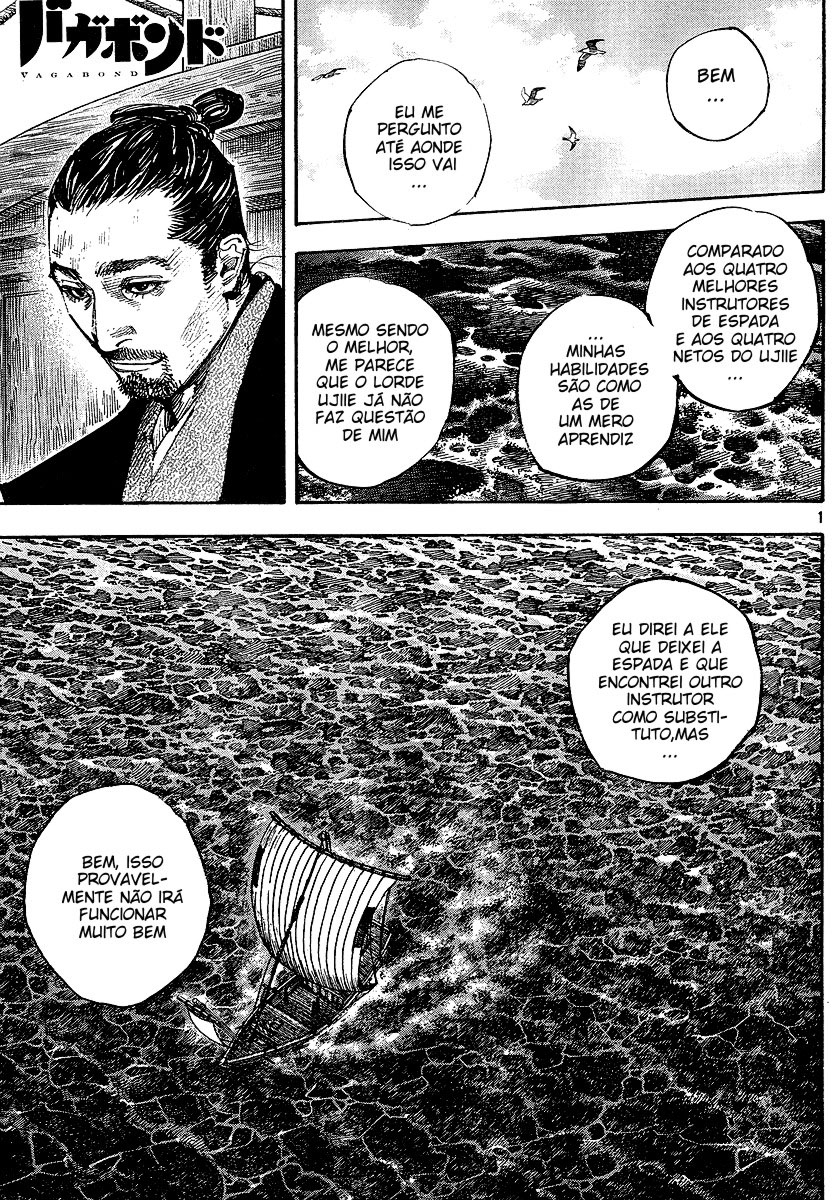 バガボンド
VAGABOND
BEM
...
EU ME
PERGUNTO
ATÉ AONDE
ISSO VAI
...
COMPARADO
AOS QUATRO
MELHORES
INSTRUTORES
DE ESPADA
E AOS QUATRO
NETOS DO UJIIE
...
...
MINHAS
HABILIDADES
SÃO COMO
AS DE
UM MERO
APRENDIZ
MESMO SENDO
O MELHOR,
ME PARECE
QUE O LORDE
UJIIE JÁ NÃO
FAZ QUESTÃO
DE MIM
1
EU DIREI A ELE
QUE DEIXEI A
ESPADA E QUE
ENCONTREI OUTRO
INSTRUTOR
COMO SUBSTI-
TUTO,MAS
...
BEM, ISSO
PROVAVEL-
MENTE NÃO IRÁ
FUNCIONAR
MUITO BEM